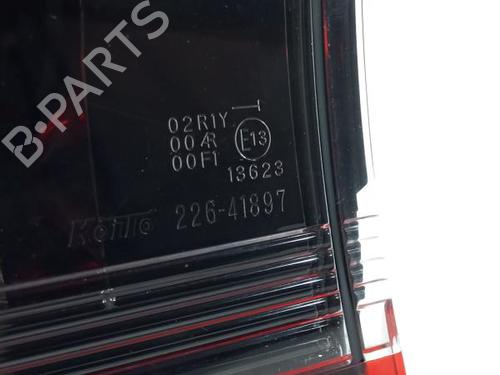 02R1Y
00AR
00F1
E13
13623
KOITO 226-41897
B-PARTS